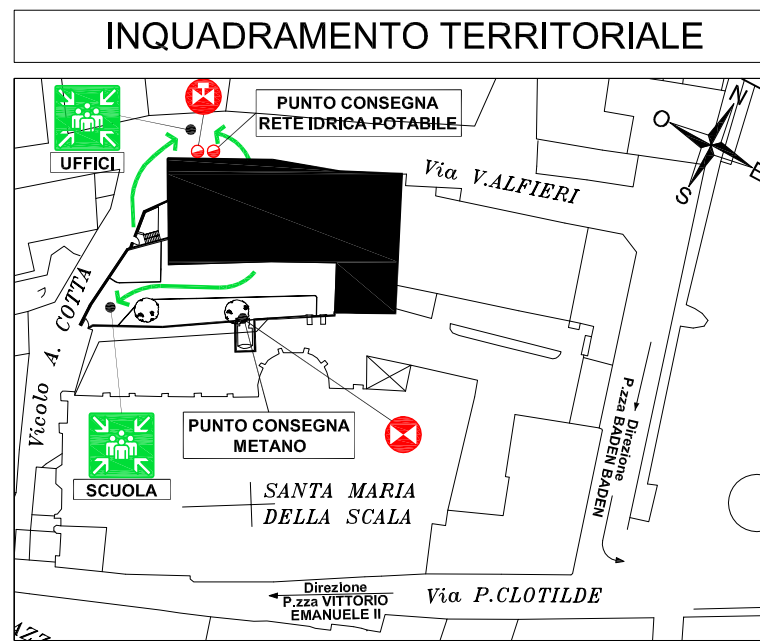 INQUADRAMENTO TERRITORIALE
PUNTO CONSEGNA
RETE IDRICA POTABILE
UFFICI
N
O
E
S
Via V.ALFIERI
Vicolo A. COTTA
Direzione
P.zza BADEN BADEN
PUNTO CONSEGNA
METANO
SCUOLA
SANTA MARIA
DELLA SCALA
Direzione
P.zza VITTORIO
EMANUELE II
Via P.CLOTILDE